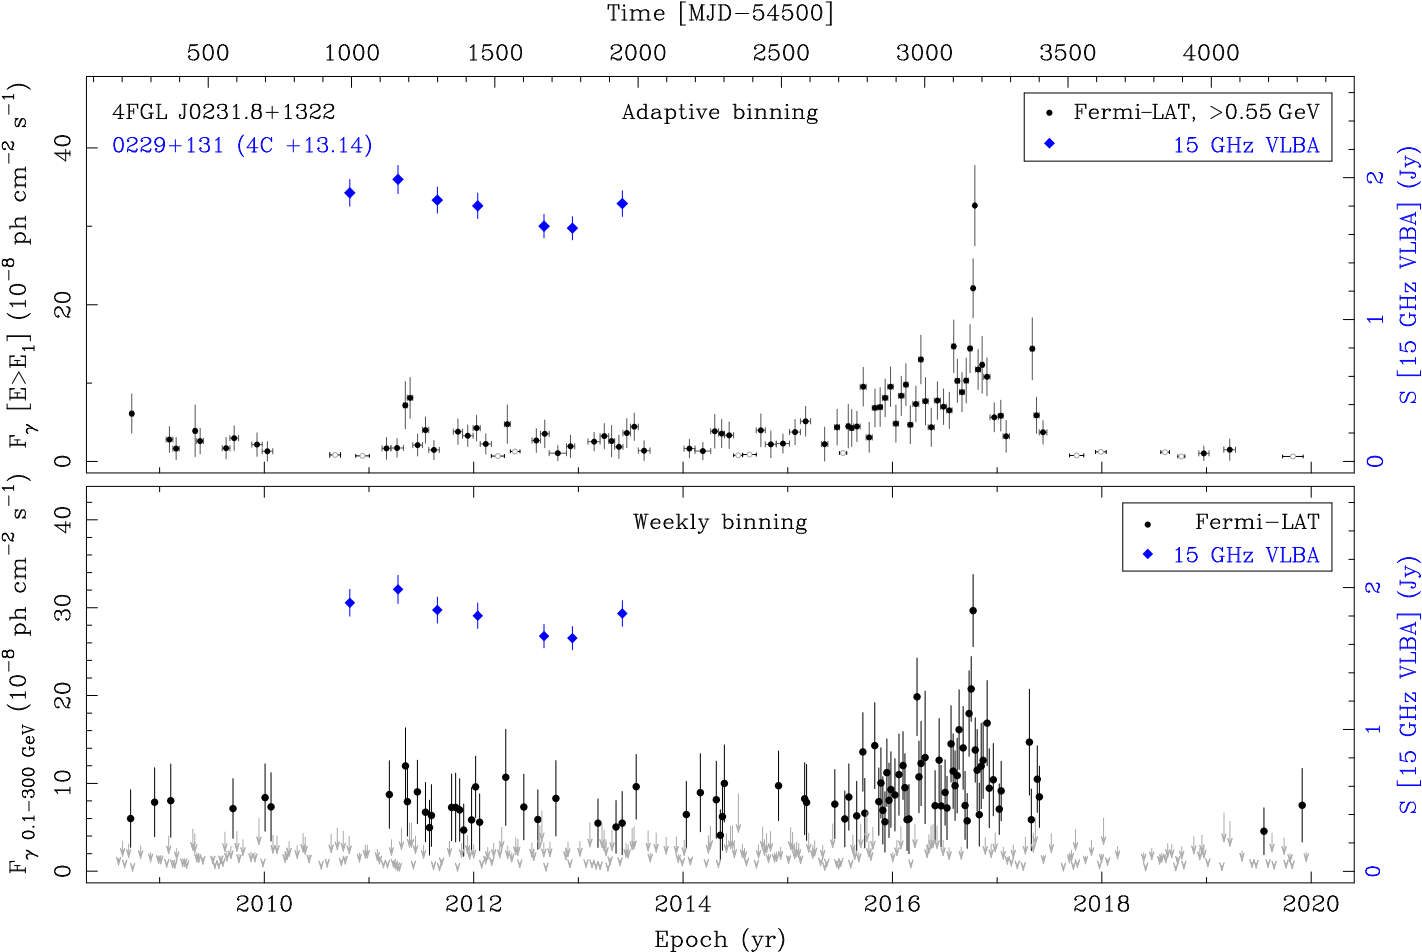 Time [MJD−54500]
500 1000 1500 2000 2500 3000 3500 4000
4FGL J0231.8+1322
0229+131 (4C +13.14)
Adaptive binning
Fermi−LAT, >0.55 GeV
15 GHz VLBA
Fγ [E>E1] (10−8 ph cm−2 s−1)
0 20 40
S [15 GHz VLBA] (Jy)
0 1 2
Weekly binning
Fermi−LAT
15 GHz VLBA
Fγ 0.1−300 GeV (10−8 ph cm−2 s−1)
0 10 20 30 40
S [15 GHz VLBA] (Jy)
0 1 2
2010 2012 2014 2016 2018 2020
Epoch (yr)